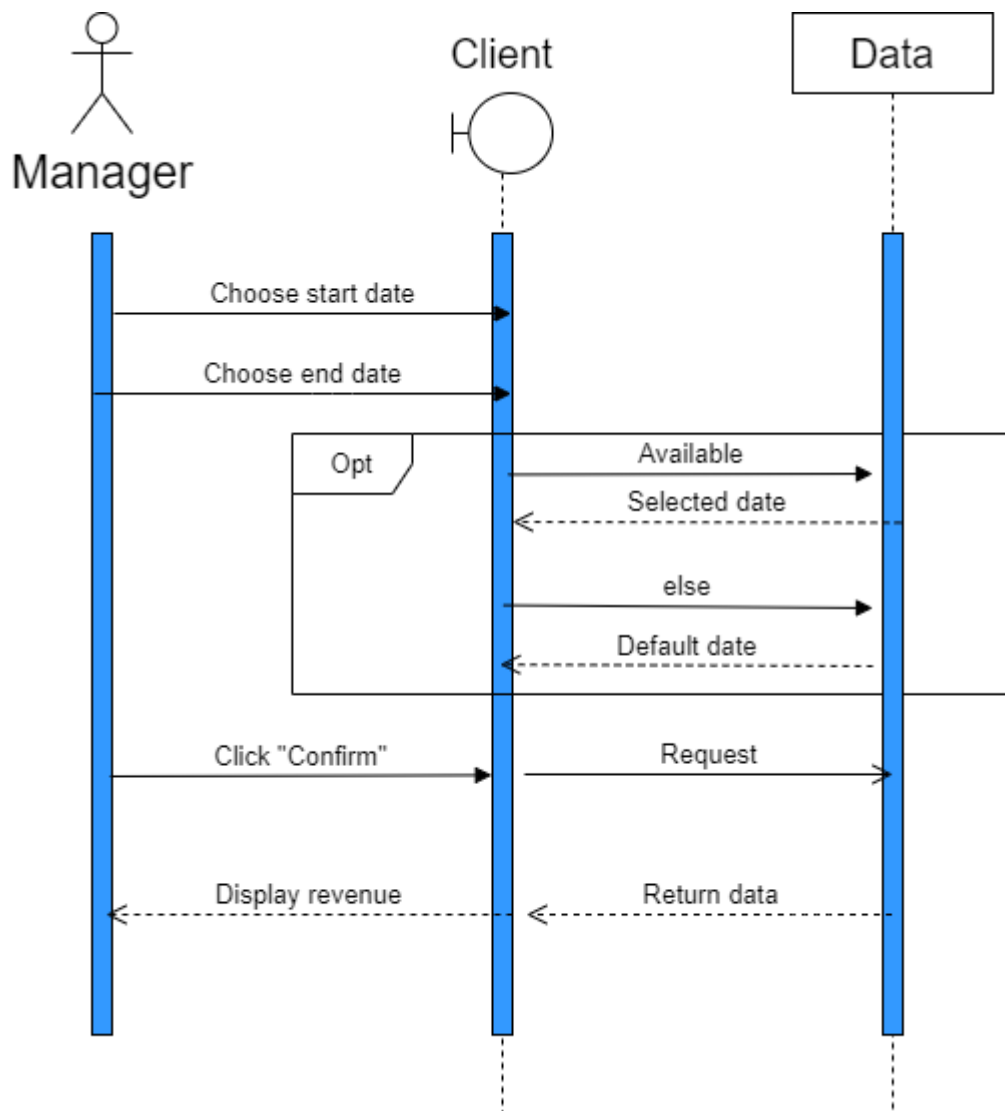 Manager
Client
Data
Choose start date
Choose end date
Opt
Available
Selected date
else
Default date
Click "Confirm"
Request
Display revenue
Return data